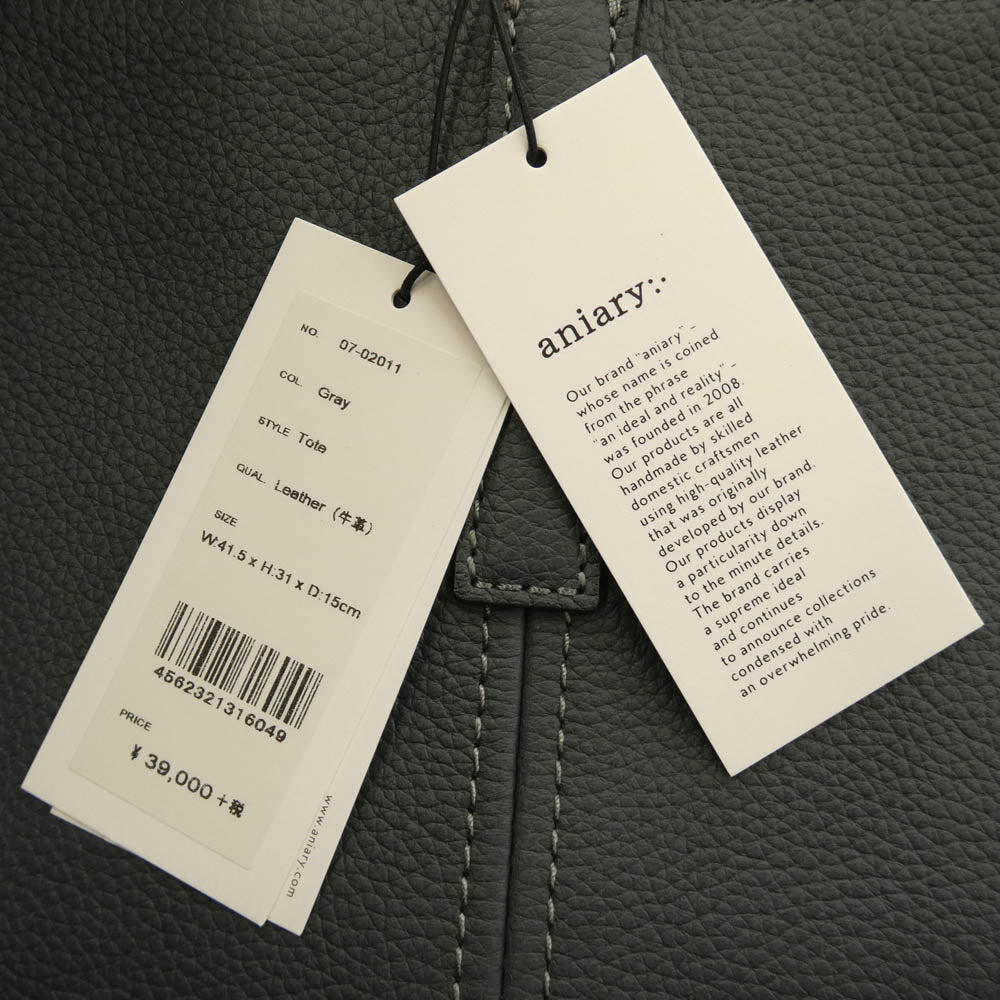 NO. 07-02011
COL. Gray
STYLE Tote
QUAL. Leather (牛革)
SIZE
W:41.5 x H:31 x D:15cm
4562321316049
PRICE
¥ 39,000 +税
www.aniary.com
aniary
Our brand "aniary" –
whose name is coined
from the phrase
"an ideal and reality" –
was founded in 2008.
Our products are all
handmade by skilled
domestic craftsmen
using high-quality leather
that was originally
developed by our brand.
Our products display
a particularity down
to the minute details.
The brand carries
a supreme ideal
and continues
to announce collections
condensed with
an overwhelming pride.